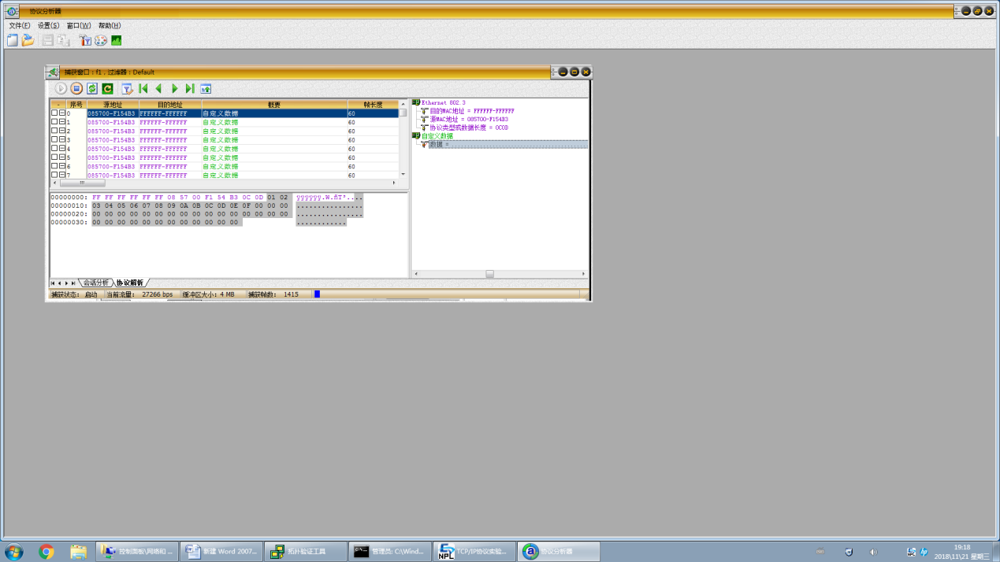 协议分析器
文件(F) 设置(S) 窗口(W) 帮助(H)
捕获窗口：f1，过滤器：Default
- 序号 源地址 目的地址 概要 帧长度
0 085700-F154B3 FFFFFF-FFFFFF 自定义数据 60
1 085700-F154B3 FFFFFF-FFFFFF 自定义数据 60
2 085700-F154B3 FFFFFF-FFFFFF 自定义数据 60
3 085700-F154B3 FFFFFF-FFFFFF 自定义数据 60
4 085700-F154B3 FFFFFF-FFFFFF 自定义数据 60
5 085700-F154B3 FFFFFF-FFFFFF 自定义数据 60
6 085700-F154B3 FFFFFF-FFFFFF 自定义数据 60
7 085700-F154B3 FFFFFF-FFFFFF 自定义数据 60
Ethernet 802.3
目的MAC地址 = FFFFFF-FFFFFF
源MAC地址 = 085700-F154B3
协议类型或数据长度 = 0C0D
自定义数据
数据 = ...............
00000000: FF FF FF FF FF FF 08 57 00 F1 54 B3 0C 0D 01 02 ÿÿÿÿÿÿ.W.ñT³....
00000010: 03 04 05 06 07 08 09 0A 0B 0C 0D 0E 0F 00 00 00 ................
00000020: 00 00 00 00 00 00 00 00 00 00 00 00 00 00 00 00 ................
00000030: 00 00 00 00 00 00 00 00 00 00 00 00 ............
会话分析 协议解析
捕获状态： 启动 当前流量： 27266 bps 缓冲区大小：4 MB 捕获帧数： 1415
控制面板\网络和 ... 新建 Word 2007... 拓扑验证工具 管理员: C:\Wind... TCP/IP协议实验... 协议分析器
19:18
2018\11\21 星期三